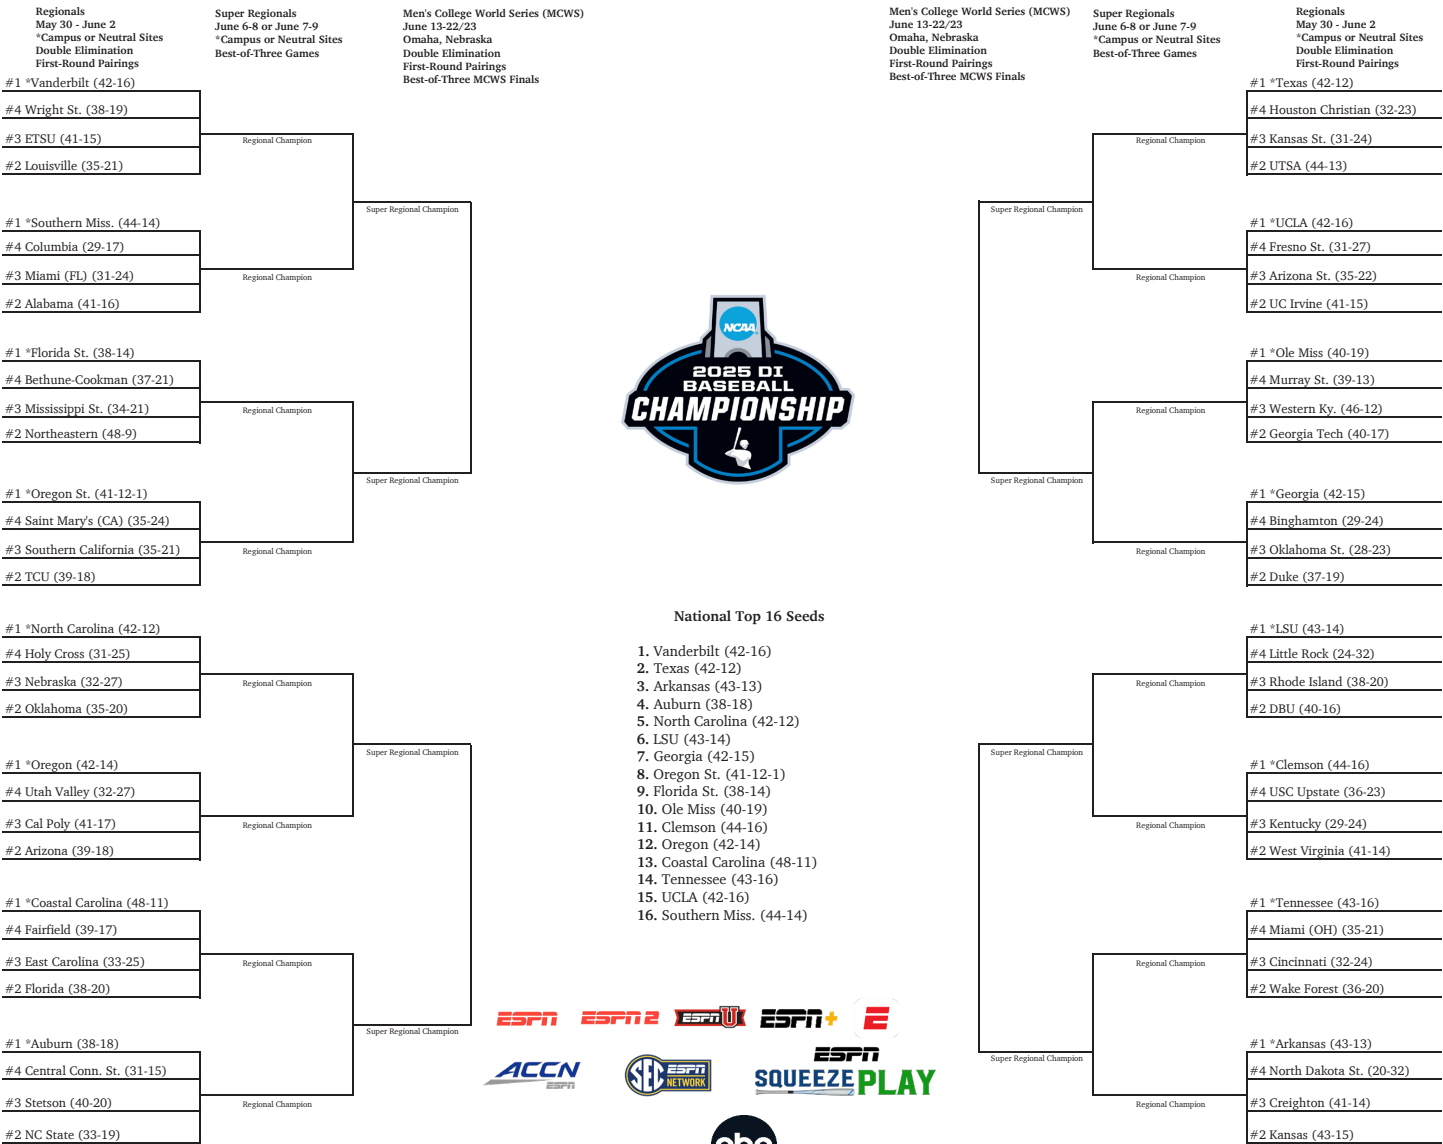 Regionals
May 30 - June 2
*Campus or Neutral Sites
Double Elimination
First-Round Pairings
Super Regionals
June 6-8 or June 7-9
*Campus or Neutral Sites
Best-of-Three Games
Men's College World Series (MCWS)
June 13-22/23
Omaha, Nebraska
Double Elimination
First-Round Pairings
Best-of-Three MCWS Finals
Men's College World Series (MCWS)
June 13-22/23
Omaha, Nebraska
Double Elimination
First-Round Pairings
Best-of-Three MCWS Finals
Super Regionals
June 6-8 or June 7-9
*Campus or Neutral Sites
Best-of-Three Games
Regionals
May 30 - June 2
*Campus or Neutral Sites
Double Elimination
First-Round Pairings
#1 *Vanderbilt (42-16)
#4 Wright St. (38-19)
#3 ETSU (41-15)
#2 Louisville (35-21)
Regional Champion
#1 *Southern Miss. (44-14)
#4 Columbia (29-17)
#3 Miami (FL) (31-24)
#2 Alabama (41-16)
Regional Champion
Super Regional Champion
#1 *Florida St. (38-14)
#4 Bethune-Cookman (37-21)
#3 Mississippi St. (34-21)
#2 Northeastern (48-9)
Regional Champion
#1 *Oregon St. (41-12-1)
#4 Saint Mary's (CA) (35-24)
#3 Southern California (35-21)
#2 TCU (39-18)
Regional Champion
Super Regional Champion
#1 *North Carolina (42-12)
#4 Holy Cross (31-25)
#3 Nebraska (32-27)
#2 Oklahoma (35-20)
Regional Champion
#1 *Oregon (42-14)
#4 Utah Valley (32-27)
#3 Cal Poly (41-17)
#2 Arizona (39-18)
Regional Champion
Super Regional Champion
#1 *Coastal Carolina (48-11)
#4 Fairfield (39-17)
#3 East Carolina (33-25)
#2 Florida (38-20)
Regional Champion
#1 *Auburn (38-18)
#4 Central Conn. St. (31-15)
#3 Stetson (40-20)
#2 NC State (33-19)
Regional Champion
Super Regional Champion
NCAA
2025 DI
BASEBALL
CHAMPIONSHIP
National Top 16 Seeds
1. Vanderbilt (42-16)
2. Texas (42-12)
3. Arkansas (43-13)
4. Auburn (38-18)
5. North Carolina (42-12)
6. LSU (43-14)
7. Georgia (42-15)
8. Oregon St. (41-12-1)
9. Florida St. (38-14)
10. Ole Miss (40-19)
11. Clemson (44-16)
12. Oregon (42-14)
13. Coastal Carolina (48-11)
14. Tennessee (43-16)
15. UCLA (42-16)
16. Southern Miss. (44-14)
ESPN ESPN 2 ESPN U ESPN+ E
ACCN
ESPN
SEC ESPN
NETWORK
ESPN
SQUEEZE PLAY
abc
#1 *Texas (42-12)
#4 Houston Christian (32-23)
#3 Kansas St. (31-24)
#2 UTSA (44-13)
Regional Champion
#1 *UCLA (42-16)
#4 Fresno St. (31-27)
#3 Arizona St. (35-22)
#2 UC Irvine (41-15)
Regional Champion
Super Regional Champion
#1 *Ole Miss (40-19)
#4 Murray St. (39-13)
#3 Western Ky. (46-12)
#2 Georgia Tech (40-17)
Regional Champion
#1 *Georgia (42-15)
#4 Binghamton (29-24)
#3 Oklahoma St. (28-23)
#2 Duke (37-19)
Regional Champion
Super Regional Champion
#1 *LSU (43-14)
#4 Little Rock (24-32)
#3 Rhode Island (38-20)
#2 DBU (40-16)
Regional Champion
#1 *Clemson (44-16)
#4 USC Upstate (36-23)
#3 Kentucky (29-24)
#2 West Virginia (41-14)
Regional Champion
Super Regional Champion
#1 *Tennessee (43-16)
#4 Miami (OH) (35-21)
#3 Cincinnati (32-24)
#2 Wake Forest (36-20)
Regional Champion
#1 *Arkansas (43-13)
#4 North Dakota St. (20-32)
#3 Creighton (41-14)
#2 Kansas (43-15)
Regional Champion
Super Regional Champion